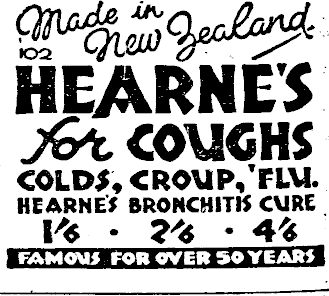 Made in
New Zealand.
102
HEARNE'S
for COUGHS
COLDS, CROUP, 'FLU.
HEARNE'S BRONCHITIS CURE
1/6 · 2/6 · 4/6
FAMOUS FOR OVER 50 YEARS